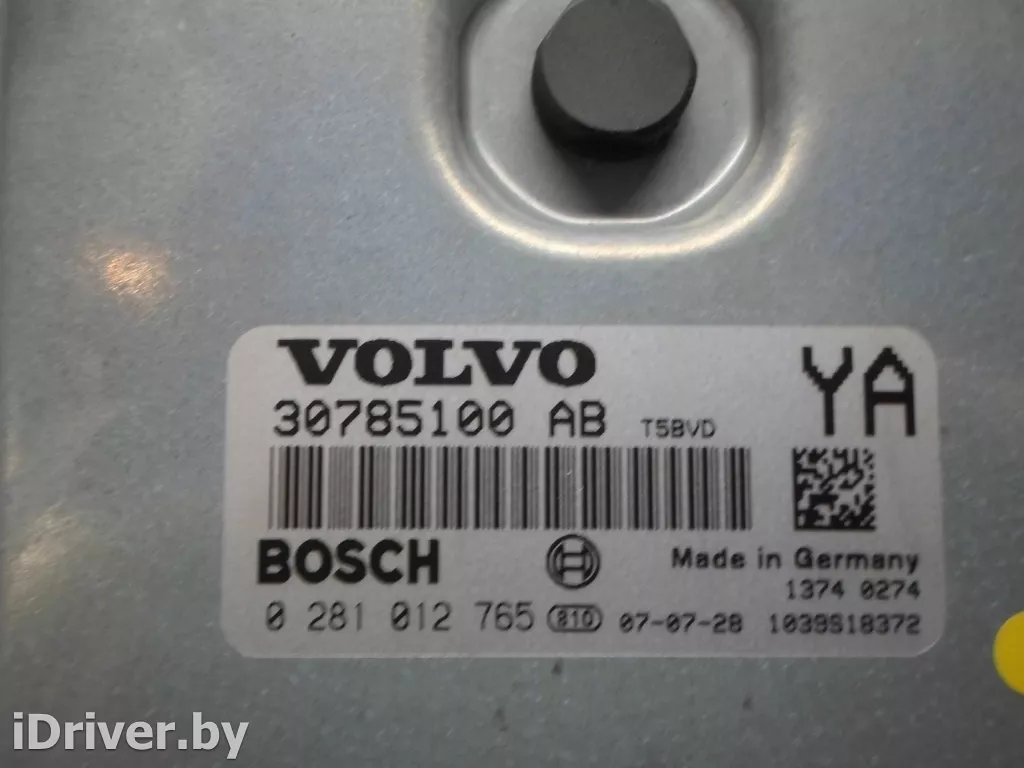 VOLVO
YA
30785100 AB T5BVD
BOSCH
Made in Germany
1374 0274
0 281 012 765 810 07-07-28 1039S18372
iDriver.by